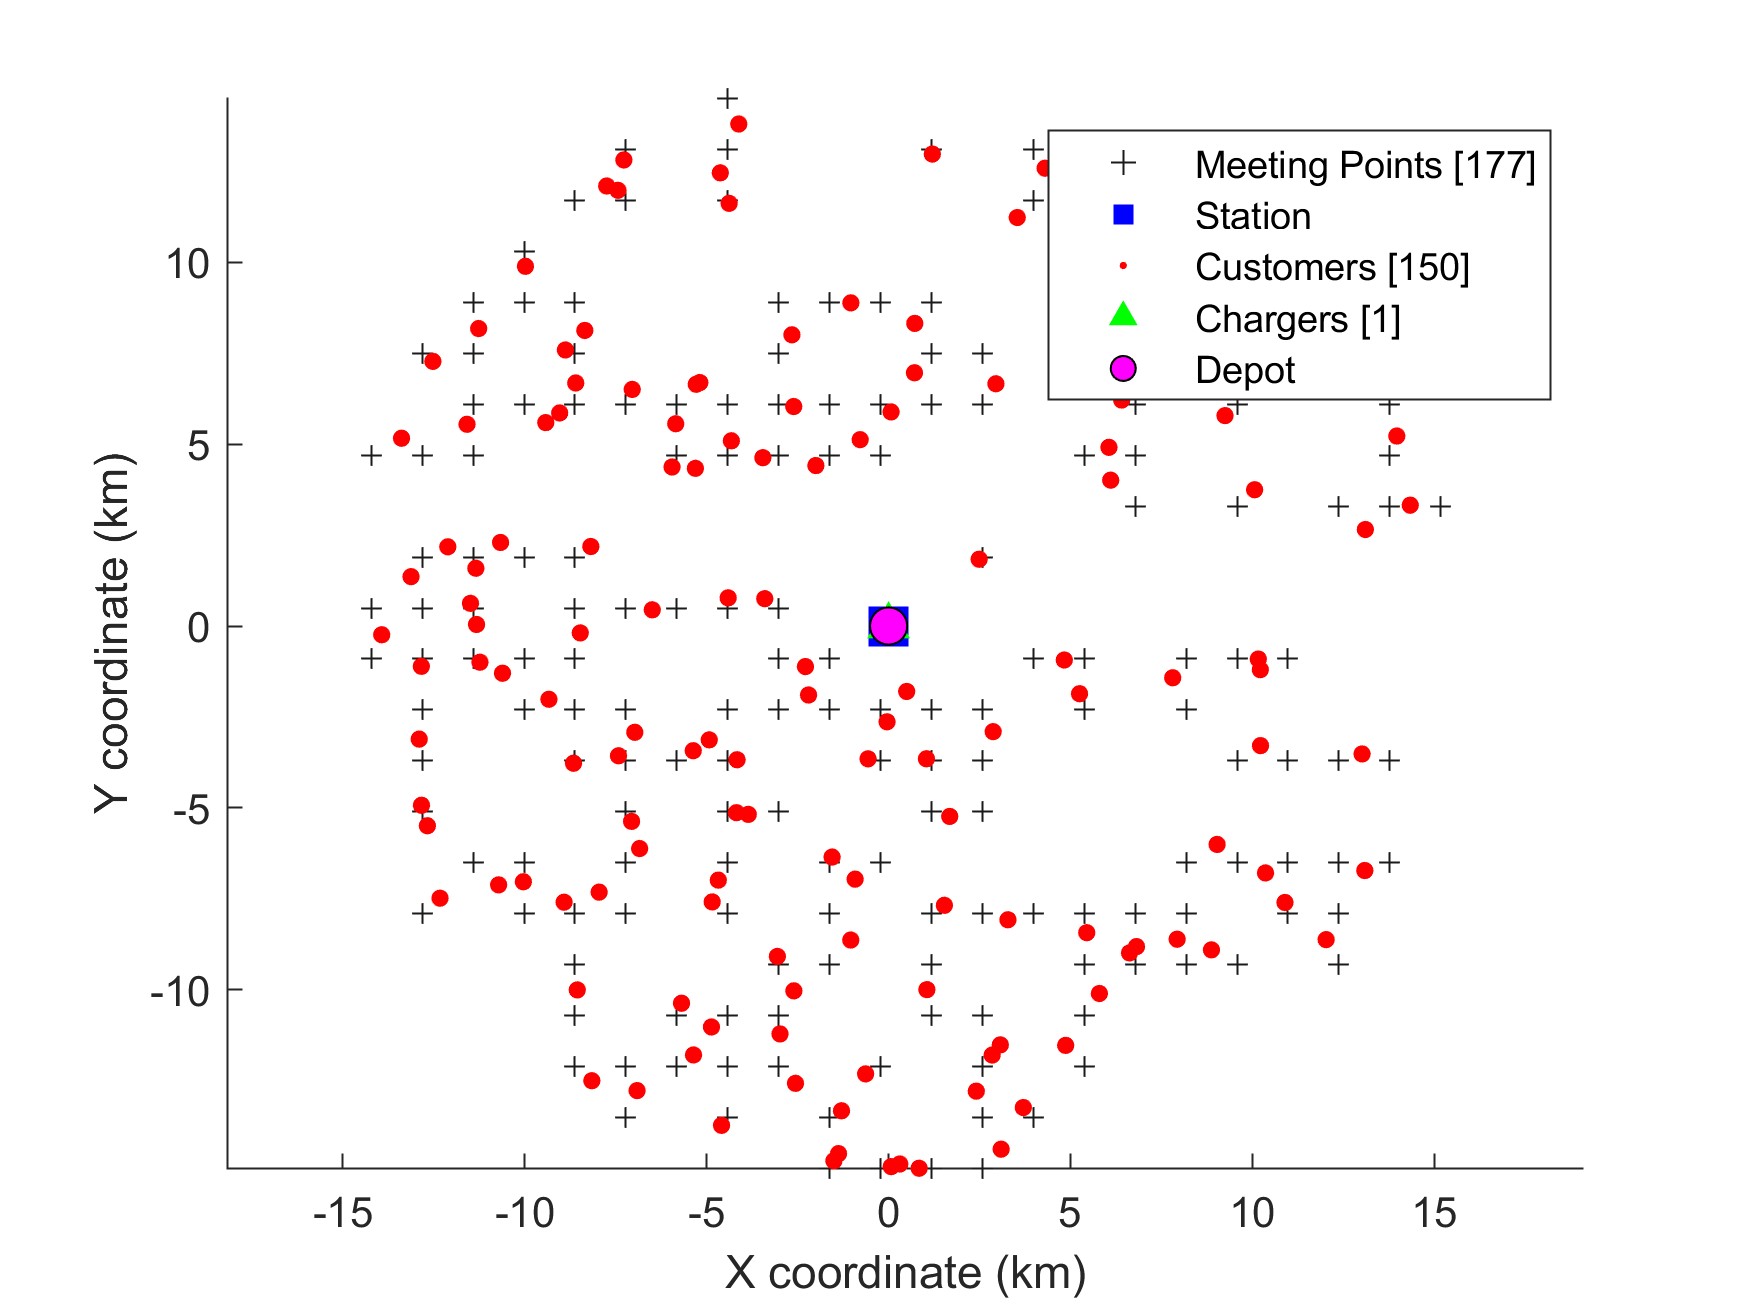 Meeting Points [177]
Station
Customers [150]
Chargers [1]
Depot
10
5
0
-5
-10
Y coordinate (km)
-15 -10 -5 0 5 10 15
X coordinate (km)